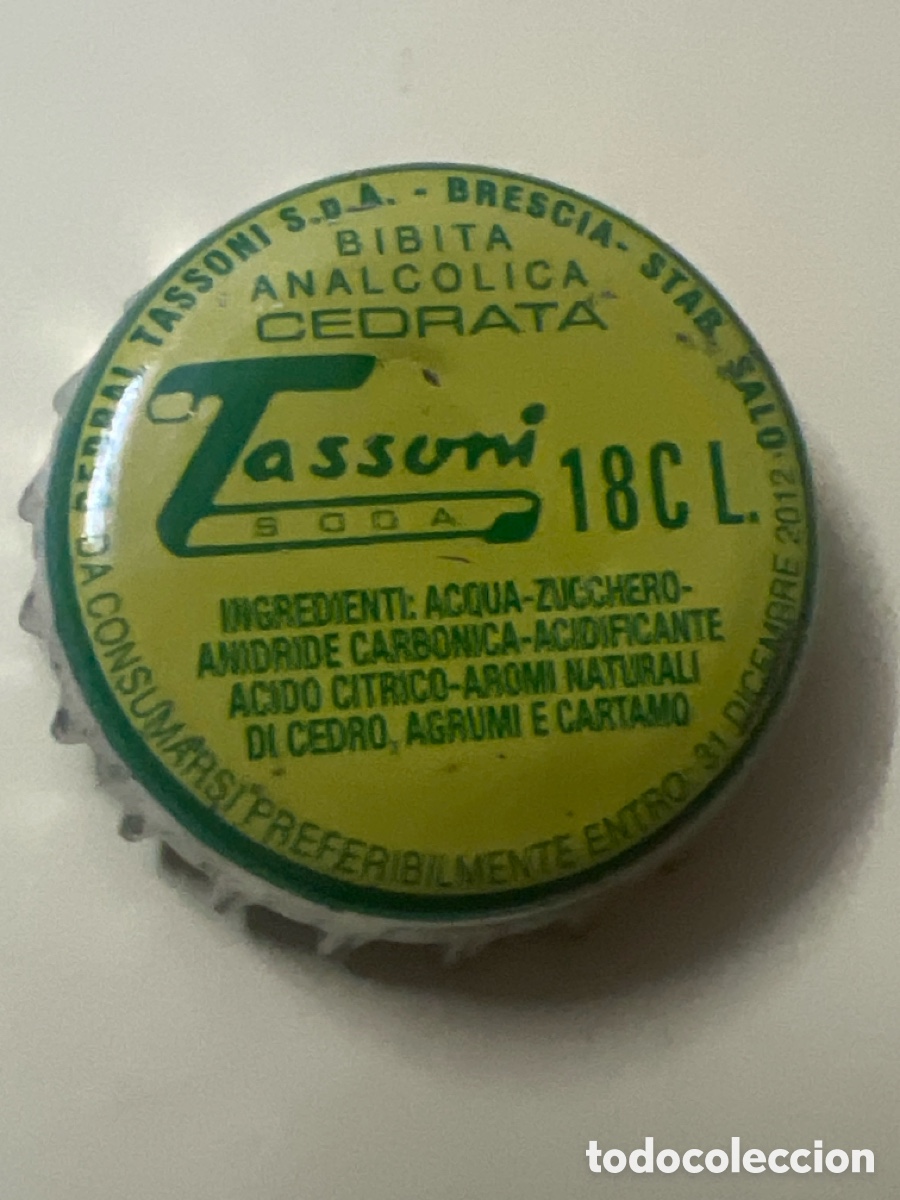 CEDRAL TASSONI S.p.A. - BRESCIA - STAB. SALO'
BIBITA
ANALCOLICA
CEDRATA
Tassoni
SODA
18CL.
INGREDIENTI: ACQUA-ZUCCHERO-
ANIDRIDE CARBONICA-ACIDIFICANTE
ACIDO CITRICO-AROMI NATURALI
DI CEDRO, AGRUMI E CARTAMO
DA CONSUMARSI PREFERIBILMENTE ENTRO: 31 DICEMBRE 2012
todocoleccion